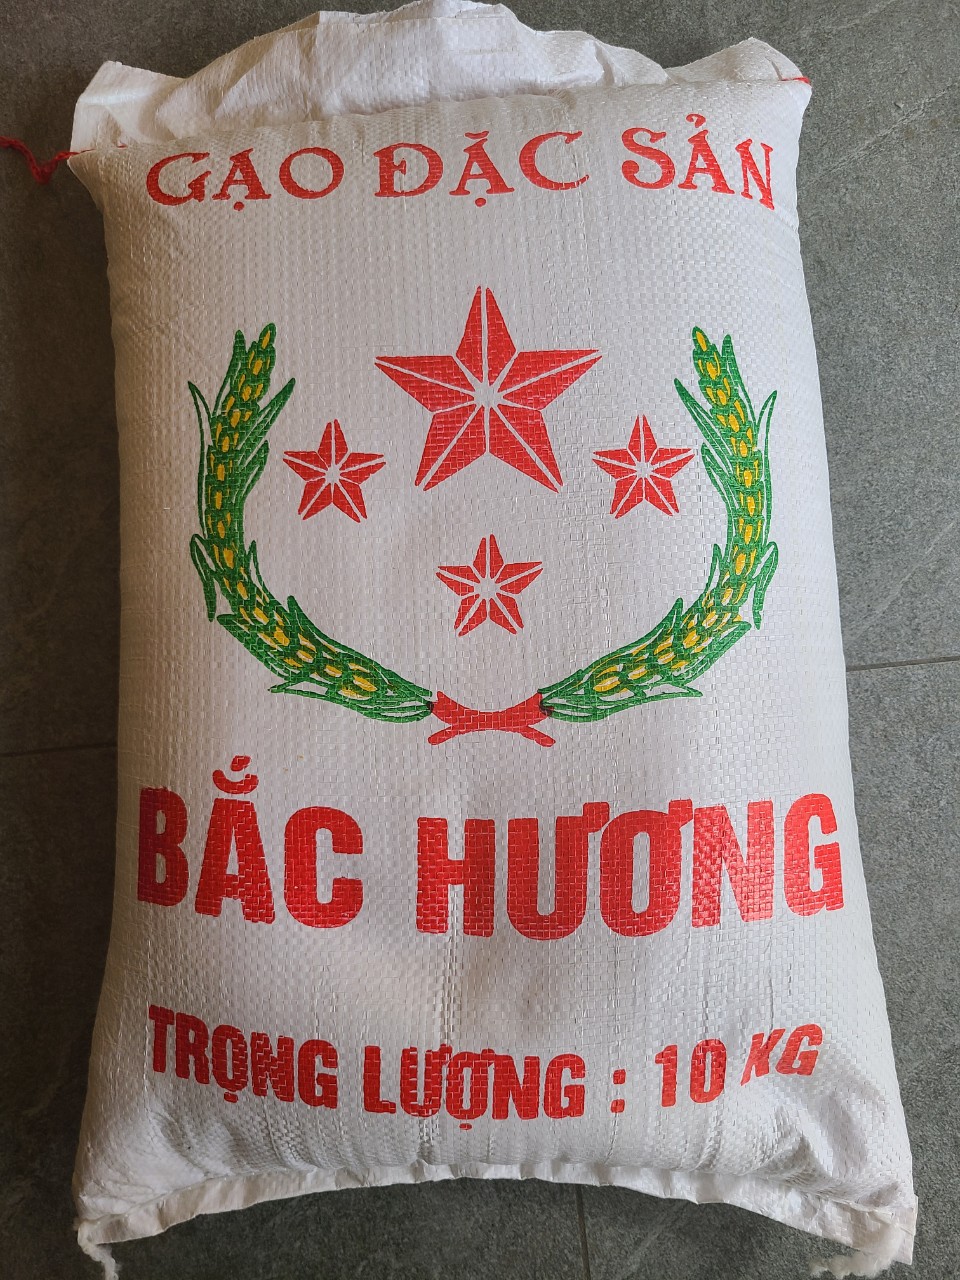 GẠO ĐẶC SẢN
BẮC HƯƠNG
TRỌNG LƯỢNG : 10 KG